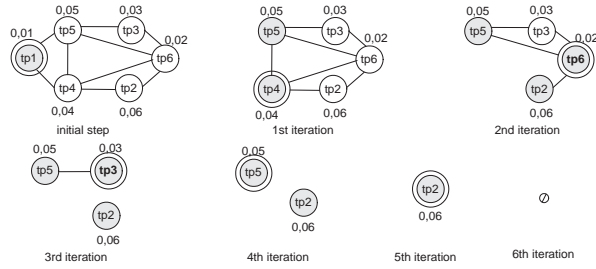 0,05 0,03
0,01 tp5 tp3 0,02
tp1 tp6
tp4 tp2
0,04 0,06
initial step
0,05 0,03
tp5 tp3 0,02
tp6
tp4 tp2
0,04 0,06
1st iteration
0,05 0,03
tp5 tp3 0,02
tp6
tp2
0,06
2nd iteration
0,05 0,03
tp5 tp3
tp2
0,06
3rd iteration
0,05
tp5
tp2
0,06
4th iteration
tp2
0,06
5th iteration
6th iteration